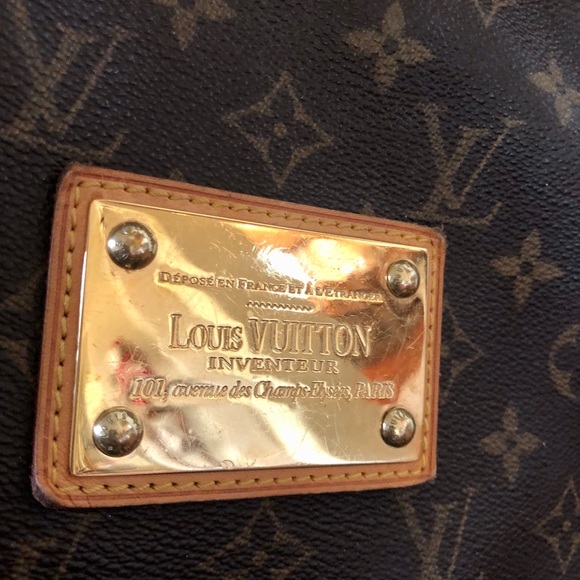 DÉPOSÉ EN FRANCE ET À L'ÉTRANGER
LOUIS VUITTON
INVENTEUR
101, avenue des Champs-Elysées, PARIS